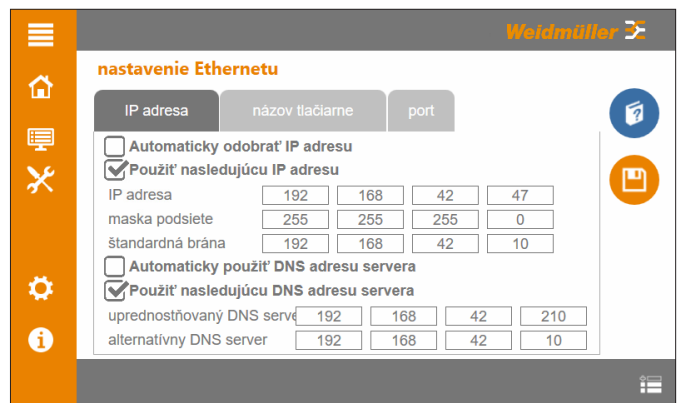 Weidmüller
nastavenie Ethernetu
IP adresa názov tlačiarne port
Automaticky odobrať IP adresu
Použiť nasledujúcu IP adresu
IP adresa 192 168 42 47
maska podsiete 255 255 255 0
štandardná brána 192 168 42 10
Automaticky použiť DNS adresu servera
Použiť nasledujúcu DNS adresu servera
uprednostňovaný DNS serve 192 168 42 210
alternatívny DNS server 192 168 42 10